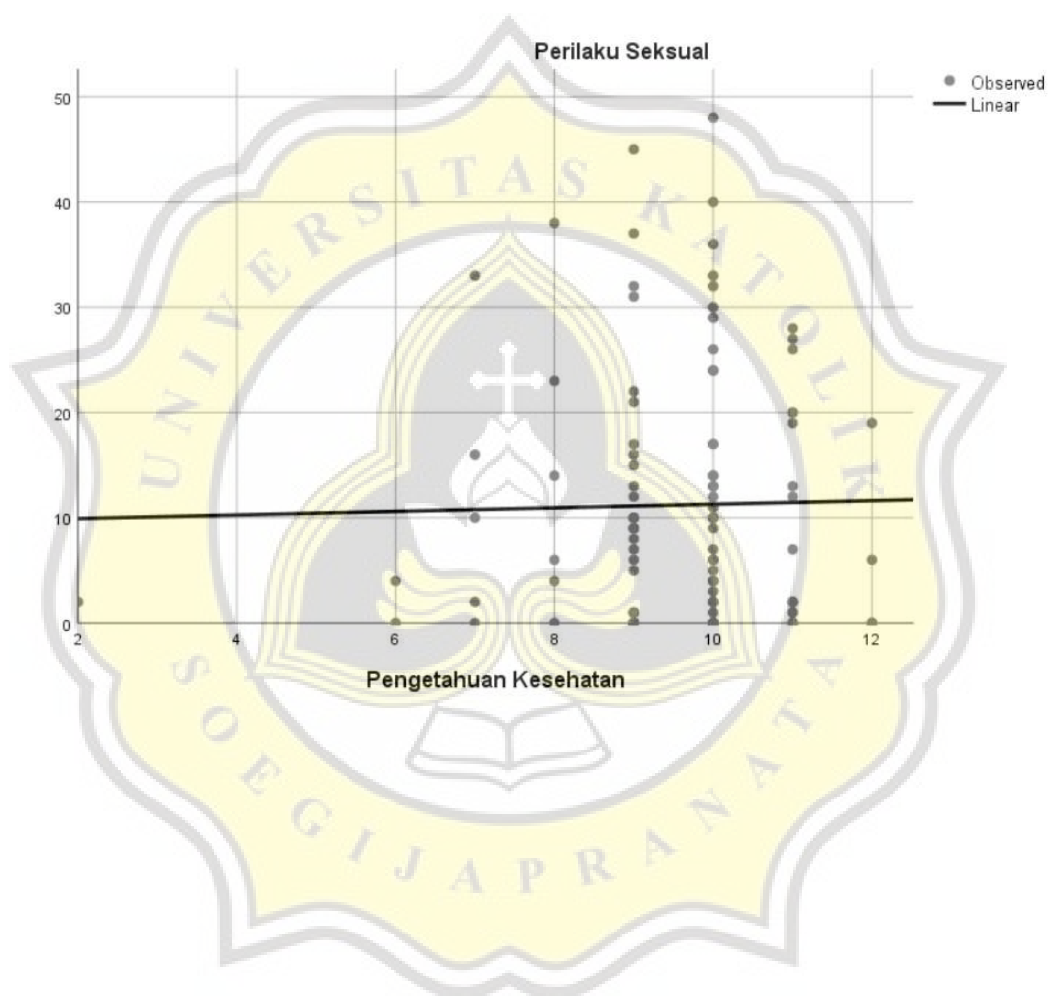 Perilaku Seksual
Observed
Linear
50
40
30
20
10
0
2
4
6
8
10
12
Pengetahuan Kesehatan
UNIVERSITAS KATOLIK
SOEGIJAPRANATA